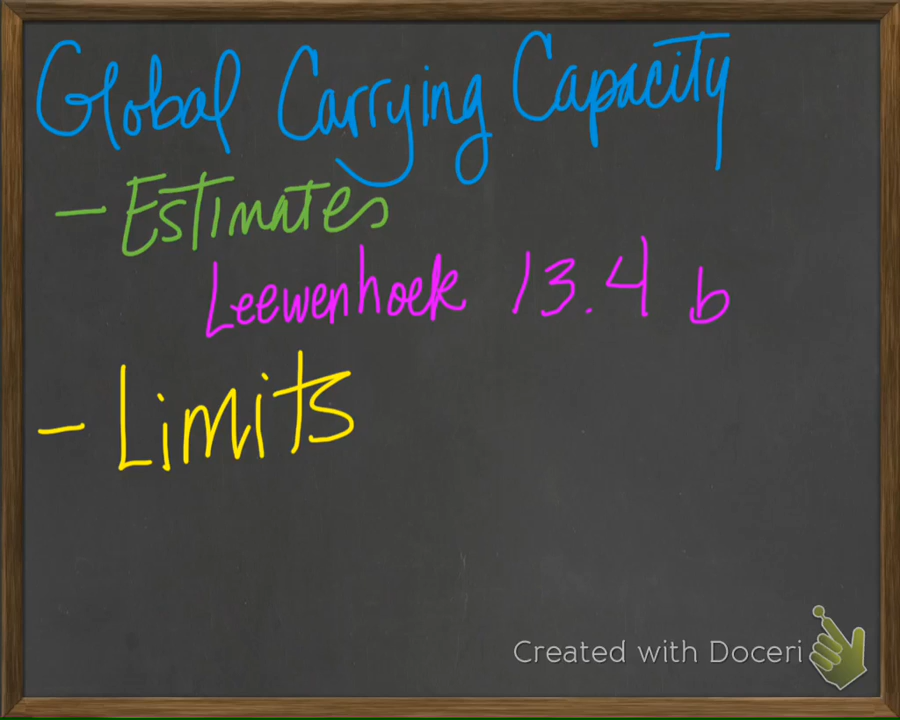 Global Carrying Capacity
- Estimates
Leewenhoek 13.4 b
- Limits
Created with Doceri